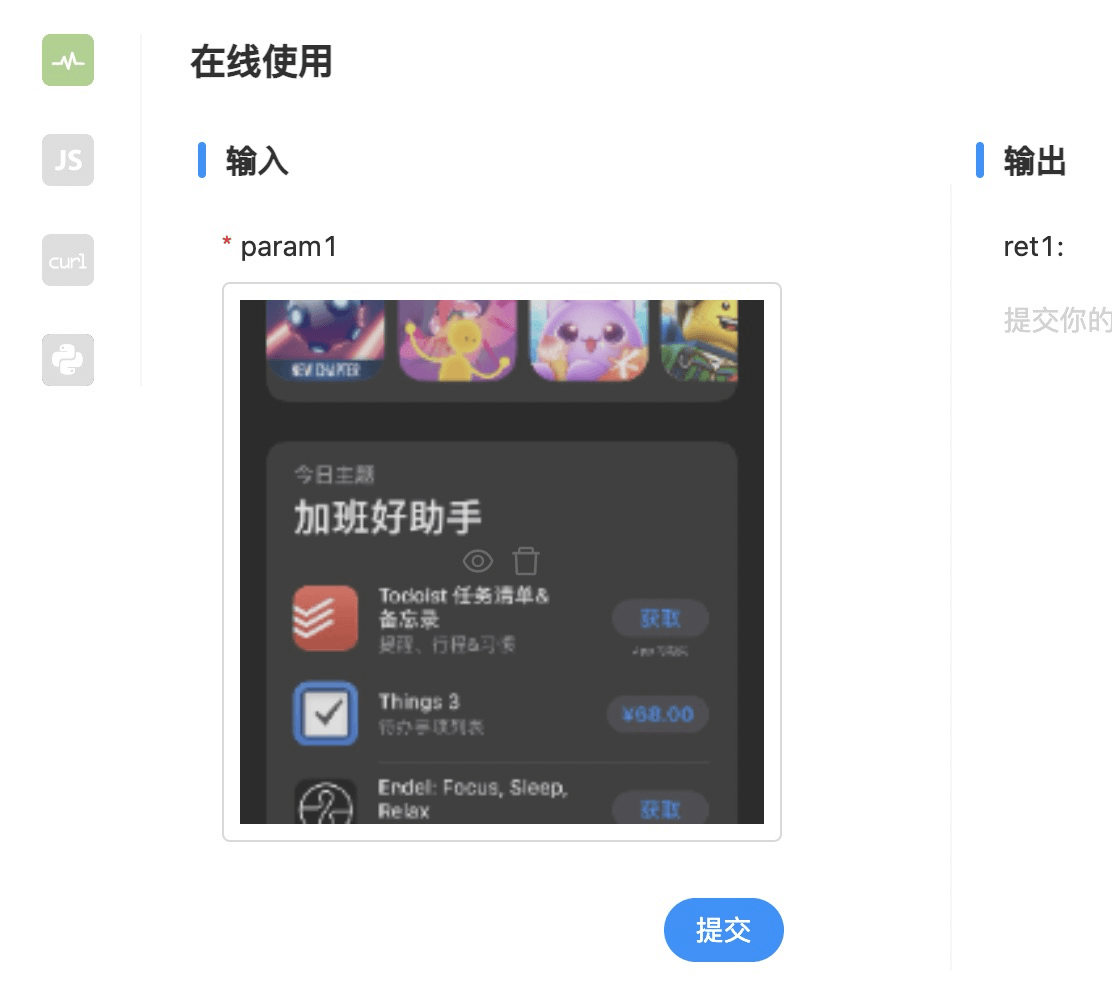 在线使用
JS
curl
输入
输出
* param1
ret1:
提交你的
NEW CHAPTER
今日主题
加班好助手
Todoist 任务清单&
备忘录
提醒、行程&习惯
获取
Things 3
待办事项列表
¥68.00
Endel: Focus, Sleep,
Relax
获取
提交